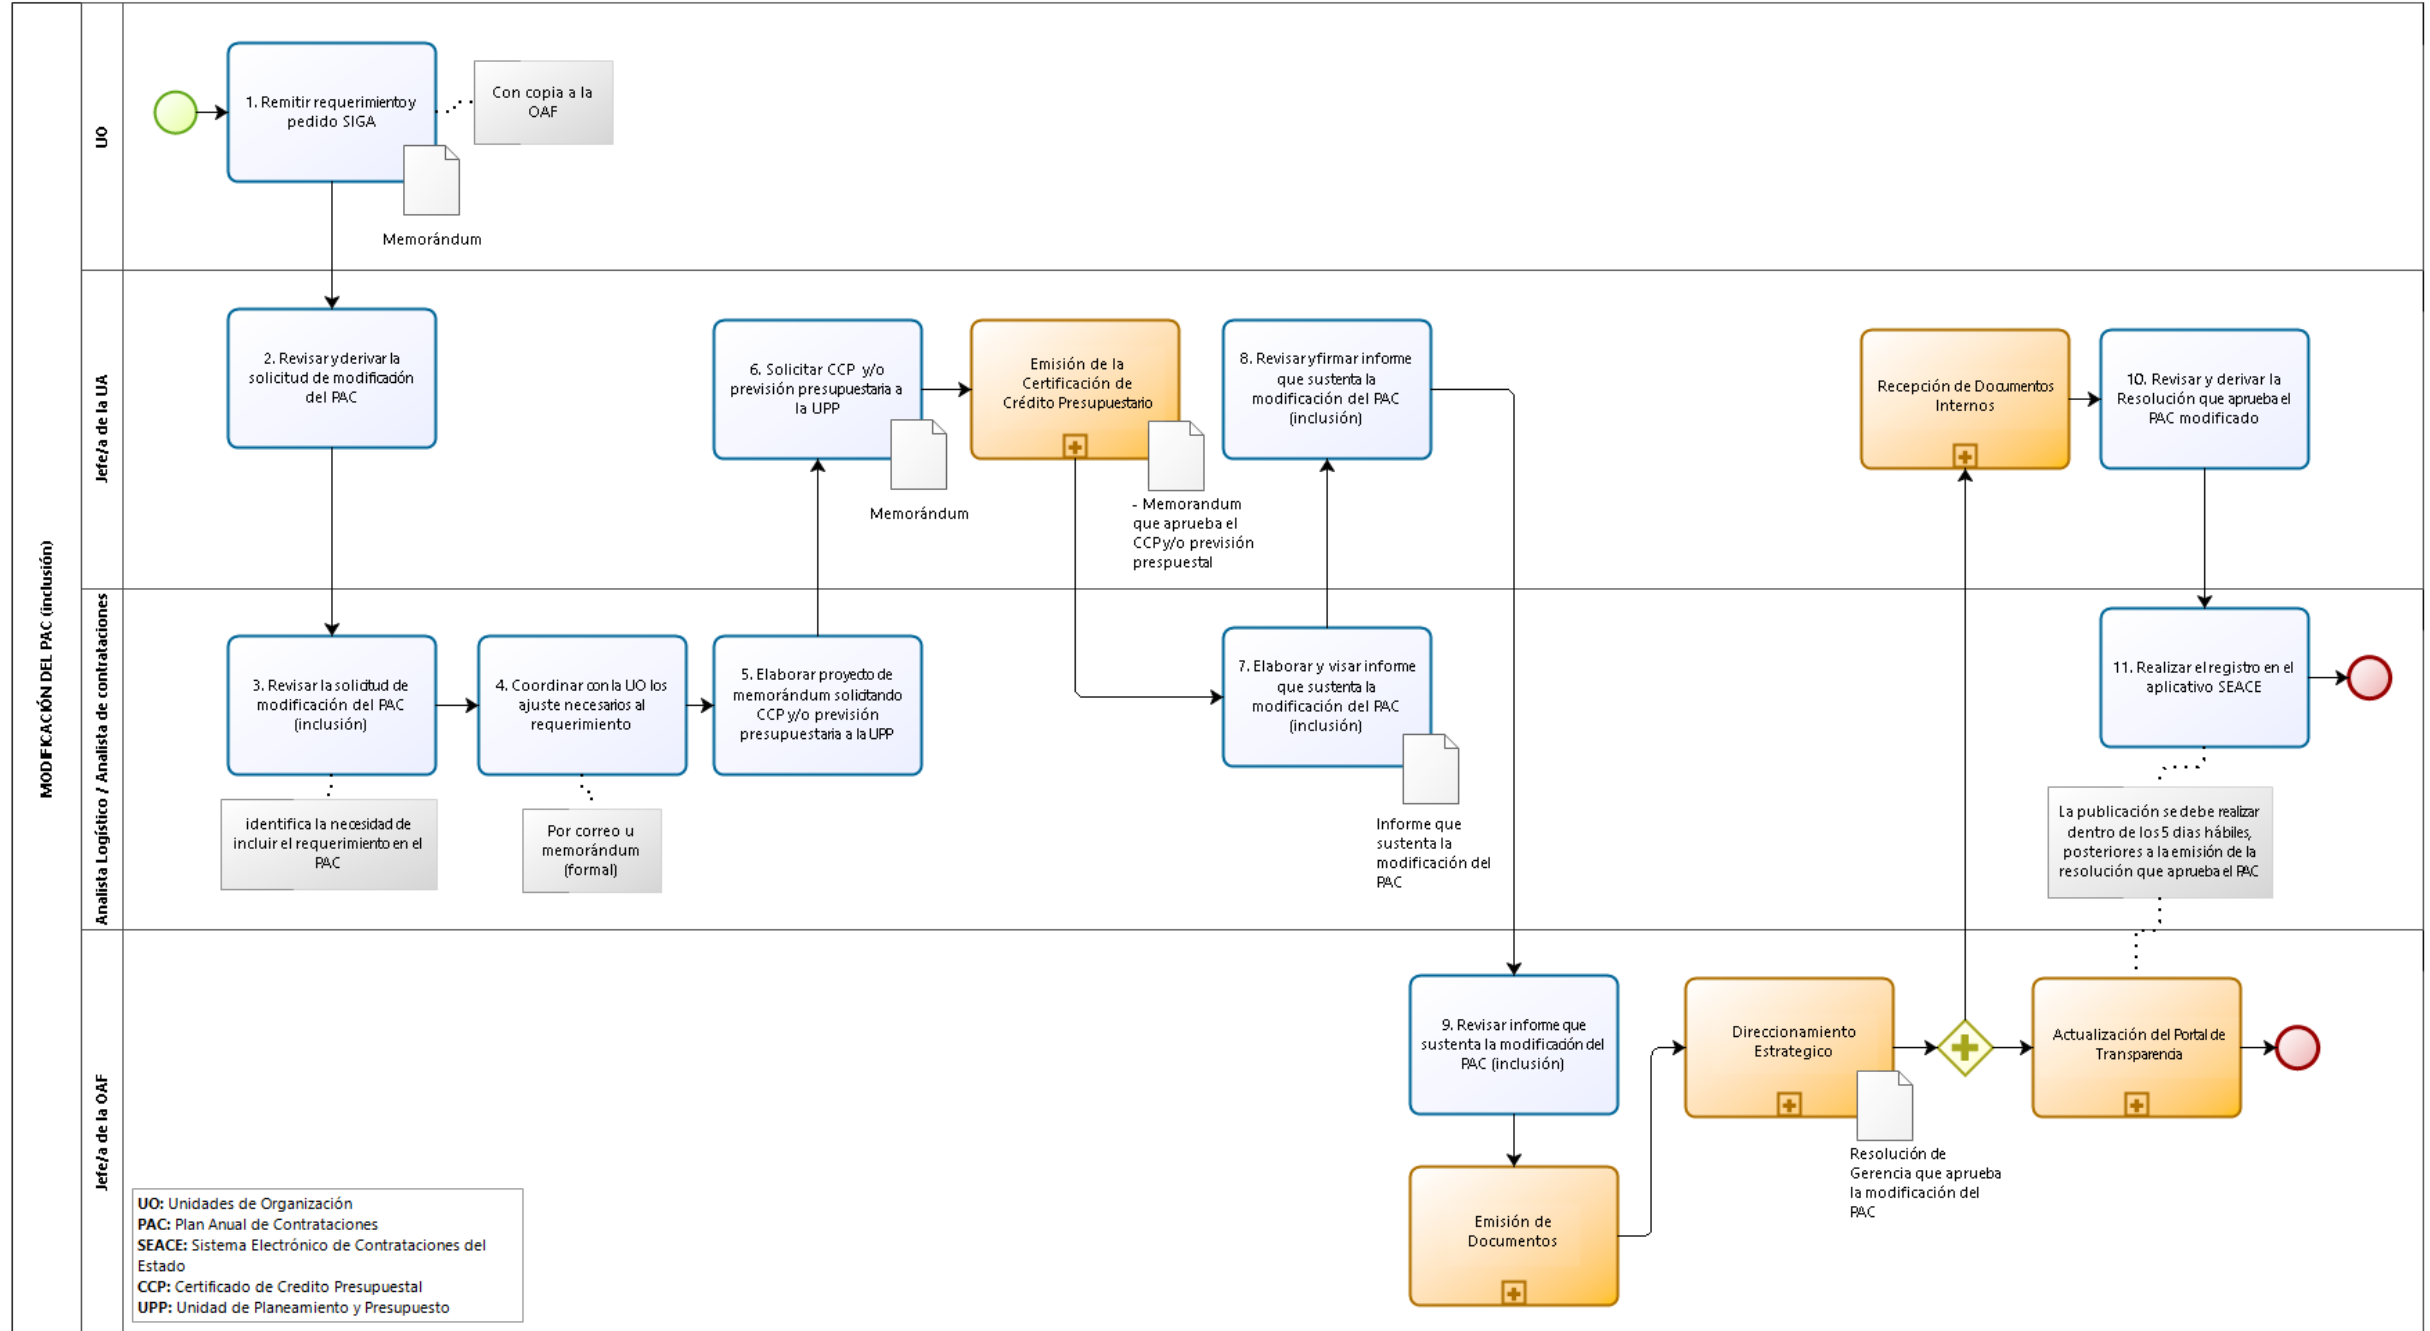 MODIFICACIÓN DEL PAC (inclusión)
UO
1. Remitir requerimiento y
pedido SIGA
Con copia a la
OAF
Memorándum
Jefe/a de la UA
2. Revisar y derivar la
solicitud de modificación
del PAC
6. Solicitar CCP y/o
previsión presupuestaria a
la UPP
Memorándum
Emisión de la
Certificación de
Crédito Presupuestario
- Memorandum
que aprueba el
CCP y/o previsión
prespuestal
8. Revisar y firmar informe
que sustenta la
modificación del PAC
(inclusión)
Recepción de Documentos
Internos
10. Revisar y derivar la
Resolución que aprueba el
PAC modificado
Analista Logístico / Analista de contrataciones
3. Revisar la solicitud de
modificación del PAC
(inclusión)
identifica la necesidad de
incluir el requerimiento en el
PAC
4. Coordinar con la UO los
ajuste necesarios al
requerimiento
Por correo u
memorándum
(formal)
5. Elaborar proyecto de
memorándum solicitando
CCP y/o previsión
presupuestaria a la UPP
7. Elaborar y visar informe
que sustenta la
modificación del PAC
(inclusión)
Informe que
sustenta la
modificación del
PAC
11. Realizar el registro en el
aplicativo SEACE
La publicación se debe realizar
dentro de los 5 dias hábiles,
posteriores a la emisión de la
resolución que aprueba el PAC
Jefe/a de la OAF
9. Revisar informe que
sustenta la modificación del
PAC (inclusión)
Emisión de
Documentos
Direccionamiento
Estrategico
Resolución de
Gerencia que aprueba
la modificación del
PAC
Actualización del Portal de
Transparencia
UO: Unidades de Organización
PAC: Plan Anual de Contrataciones
SEACE: Sistema Electrónico de Contrataciones del
Estado
CCP: Certificado de Credito Presupuestal
UPP: Unidad de Planeamiento y Presupuesto